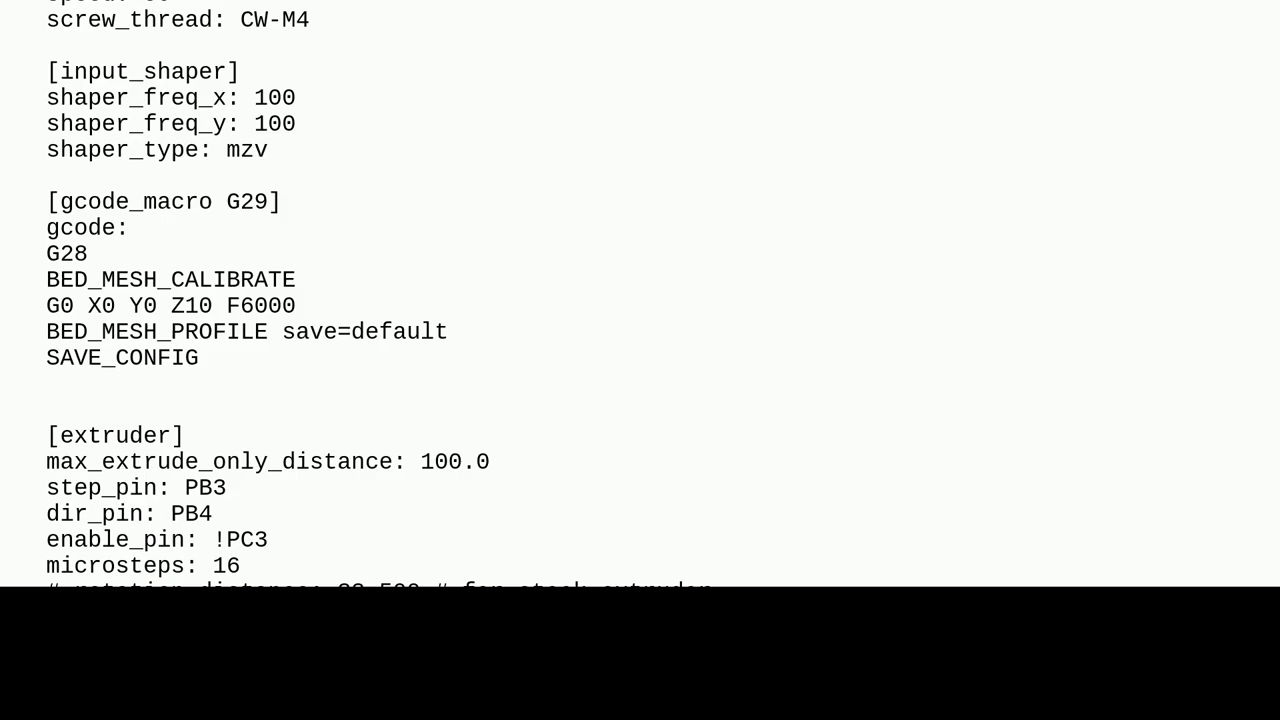 screw_thread: CW-M4
[input_shaper]
shaper_freq_x: 100
shaper_freq_y: 100
shaper_type: mzv
[gcode_macro G29]
gcode:
G28
BED_MESH_CALIBRATE
G0 X0 Y0 Z10 F6000
BED_MESH_PROFILE save=default
SAVE_CONFIG
[extruder]
max_extrude_only_distance: 100.0
step_pin: PB3
dir_pin: PB4
enable_pin: !PC3
microsteps: 16